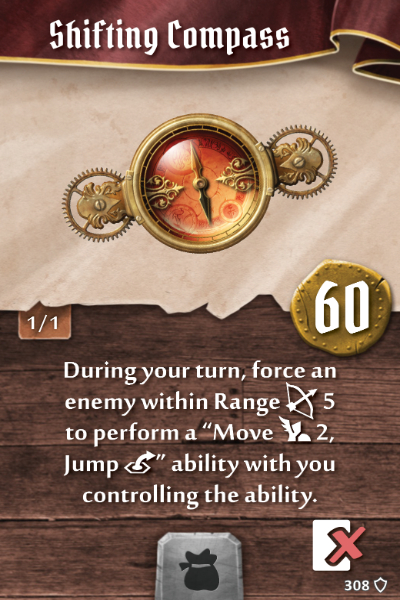 Shifting Compass
1/1
60
During your turn, force an
enemy within Range 5
to perform a “Move 2,
Jump ” ability with you
controlling the ability.
308